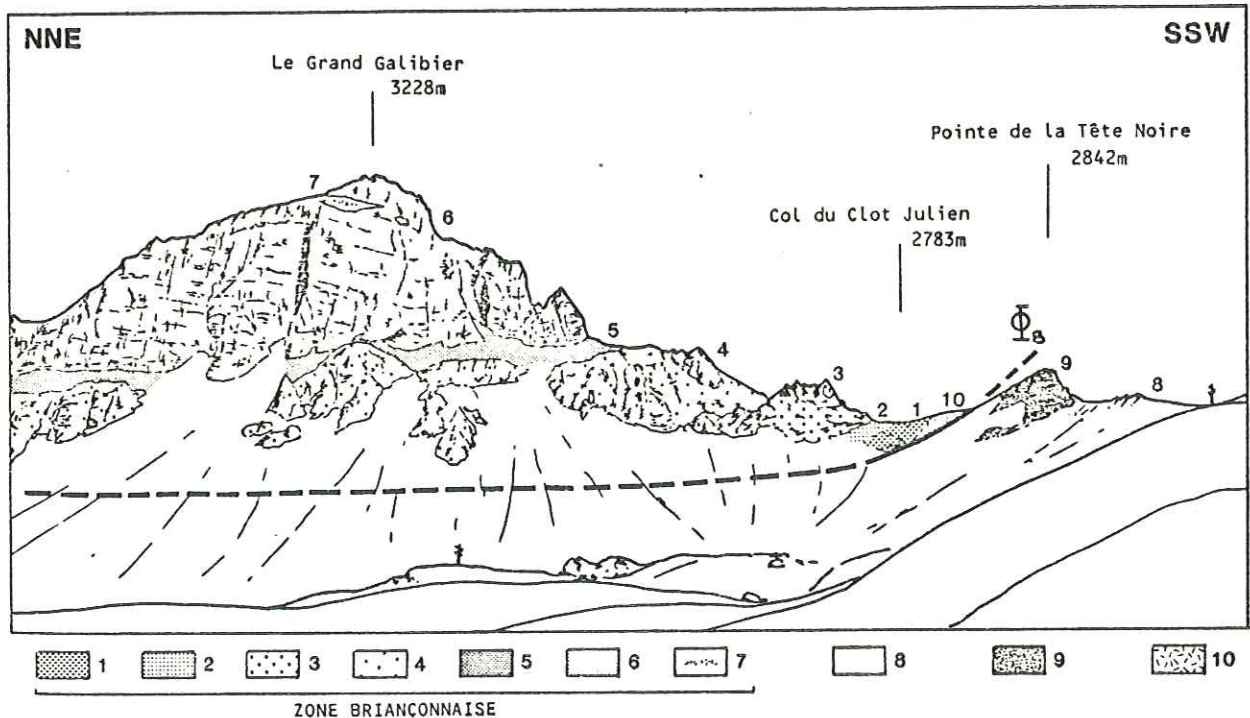 NNE
SSW
Le Grand Galibier
3228m
Pointe de la Tête Noire
2842m
Col du Clot Julien
2783m
7
6
5
4
3
2 1 10
Φ
9
8
1 2 3 4 5 6 7 8 9 10
ZONE BRIANÇONNAISE